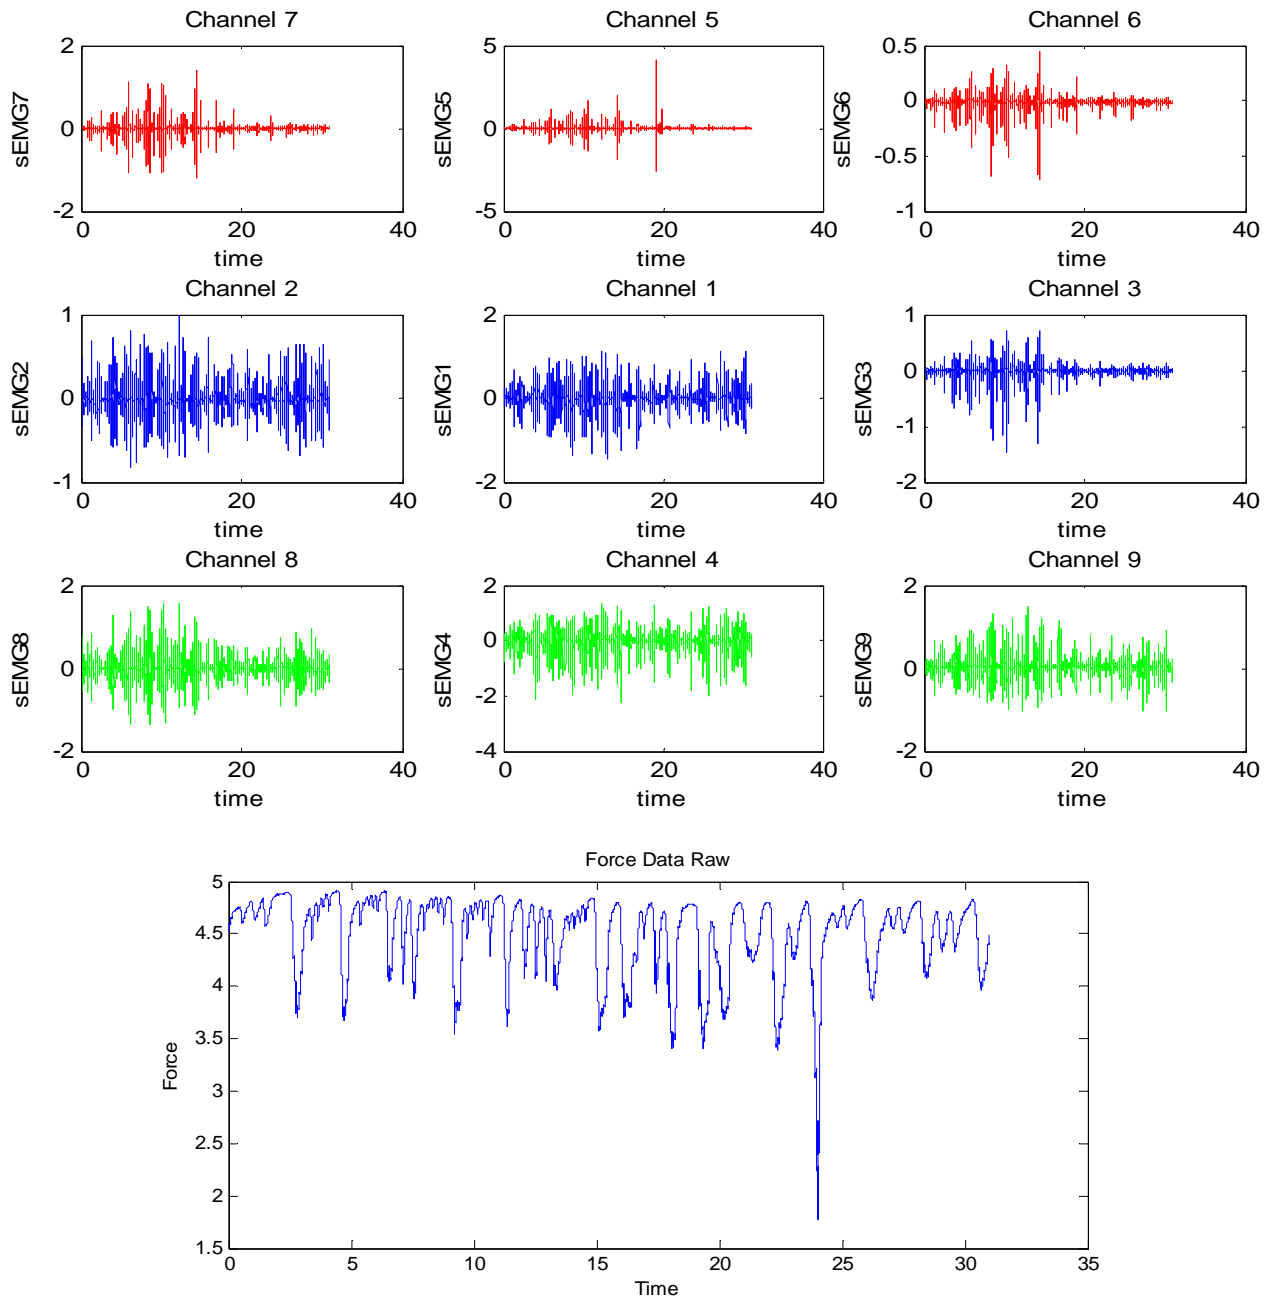 Channel 7 Channel 5 Channel 6
2 5 0.5
sEMG7 0 sEMG5 0 sEMG6 0
-0.5
-2 -5 -1
0 20 40 0 20 40 0 20 40
time time time
Channel 2 Channel 1 Channel 3
1 2 1
sEMG2 0 sEMG1 0 sEMG3 0
-1
-1 -2 -2
0 20 40 0 20 40 0 20 40
time time time
Channel 8 Channel 4 Channel 9
2 2 2
sEMG8 0 sEMG4 0 sEMG9 0
-2
-2 -4 -2
0 20 40 0 20 40 0 20 40
time time time
Force Data Raw
5
4.5
4
3.5
Force
3
2.5
2
1.5
0 5 10 15 20 25 30 35
Time